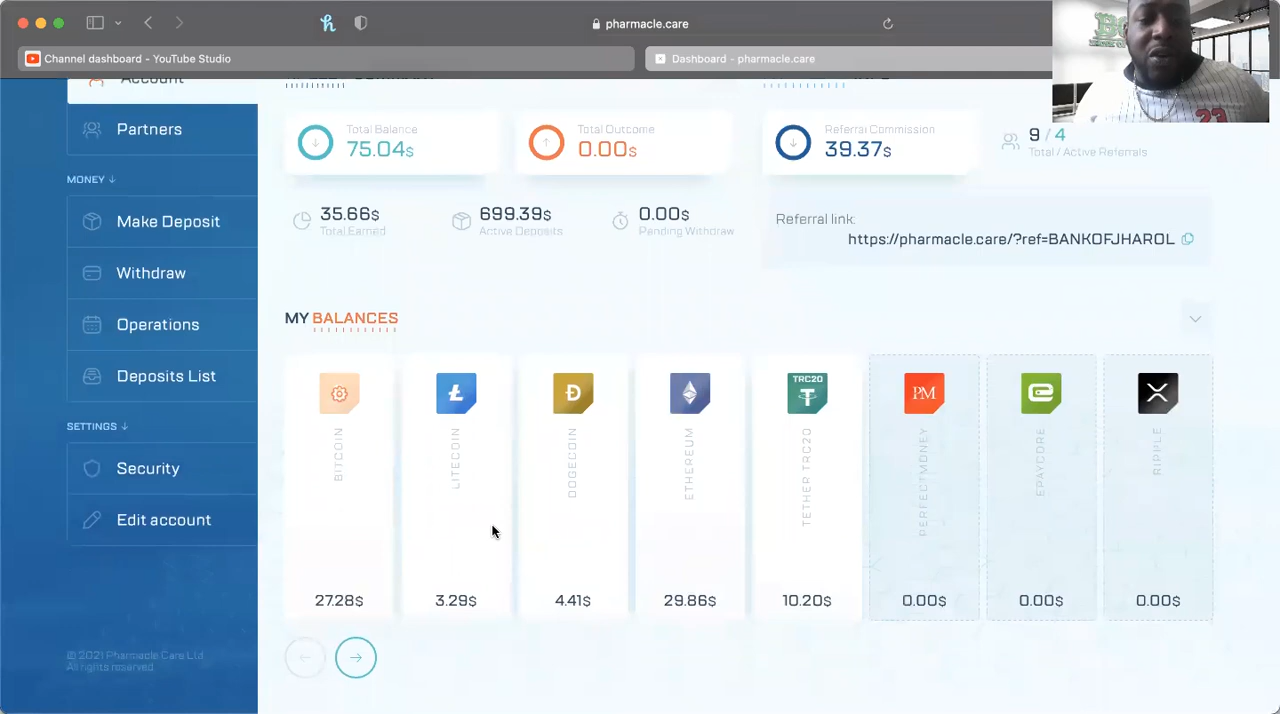 pharmacle.care
Channel dashboard - YouTube Studio
Dashboard - pharmacle.care
Account
Partners
MONEY ↓
Make Deposit
Withdraw
Operations
Deposits List
SETTINGS ↓
Security
Edit account
© 2021 Pharmacle Care Ltd
All rights reserved.
Total Balance
75.04$
Total Outcome
0.00$
Referral Commission
39.37$
9 / 4
Total / Active Referrals
35.66$
Total Earned
699.39$
Active Deposits
0.00$
Pending Withdraw
Referral link:
https://pharmacle.care/?ref=BANKOFJHAROL
MY BALANCES
TRC20
PM
BITCOIN
LITECOIN
DOGECOIN
ETHEREUM
TETHER TRC20
PERFECTMONEY
EPAYCORE
RIPPLE
27.28$
3.29$
4.41$
29.86$
10.20$
0.00$
0.00$
0.00$